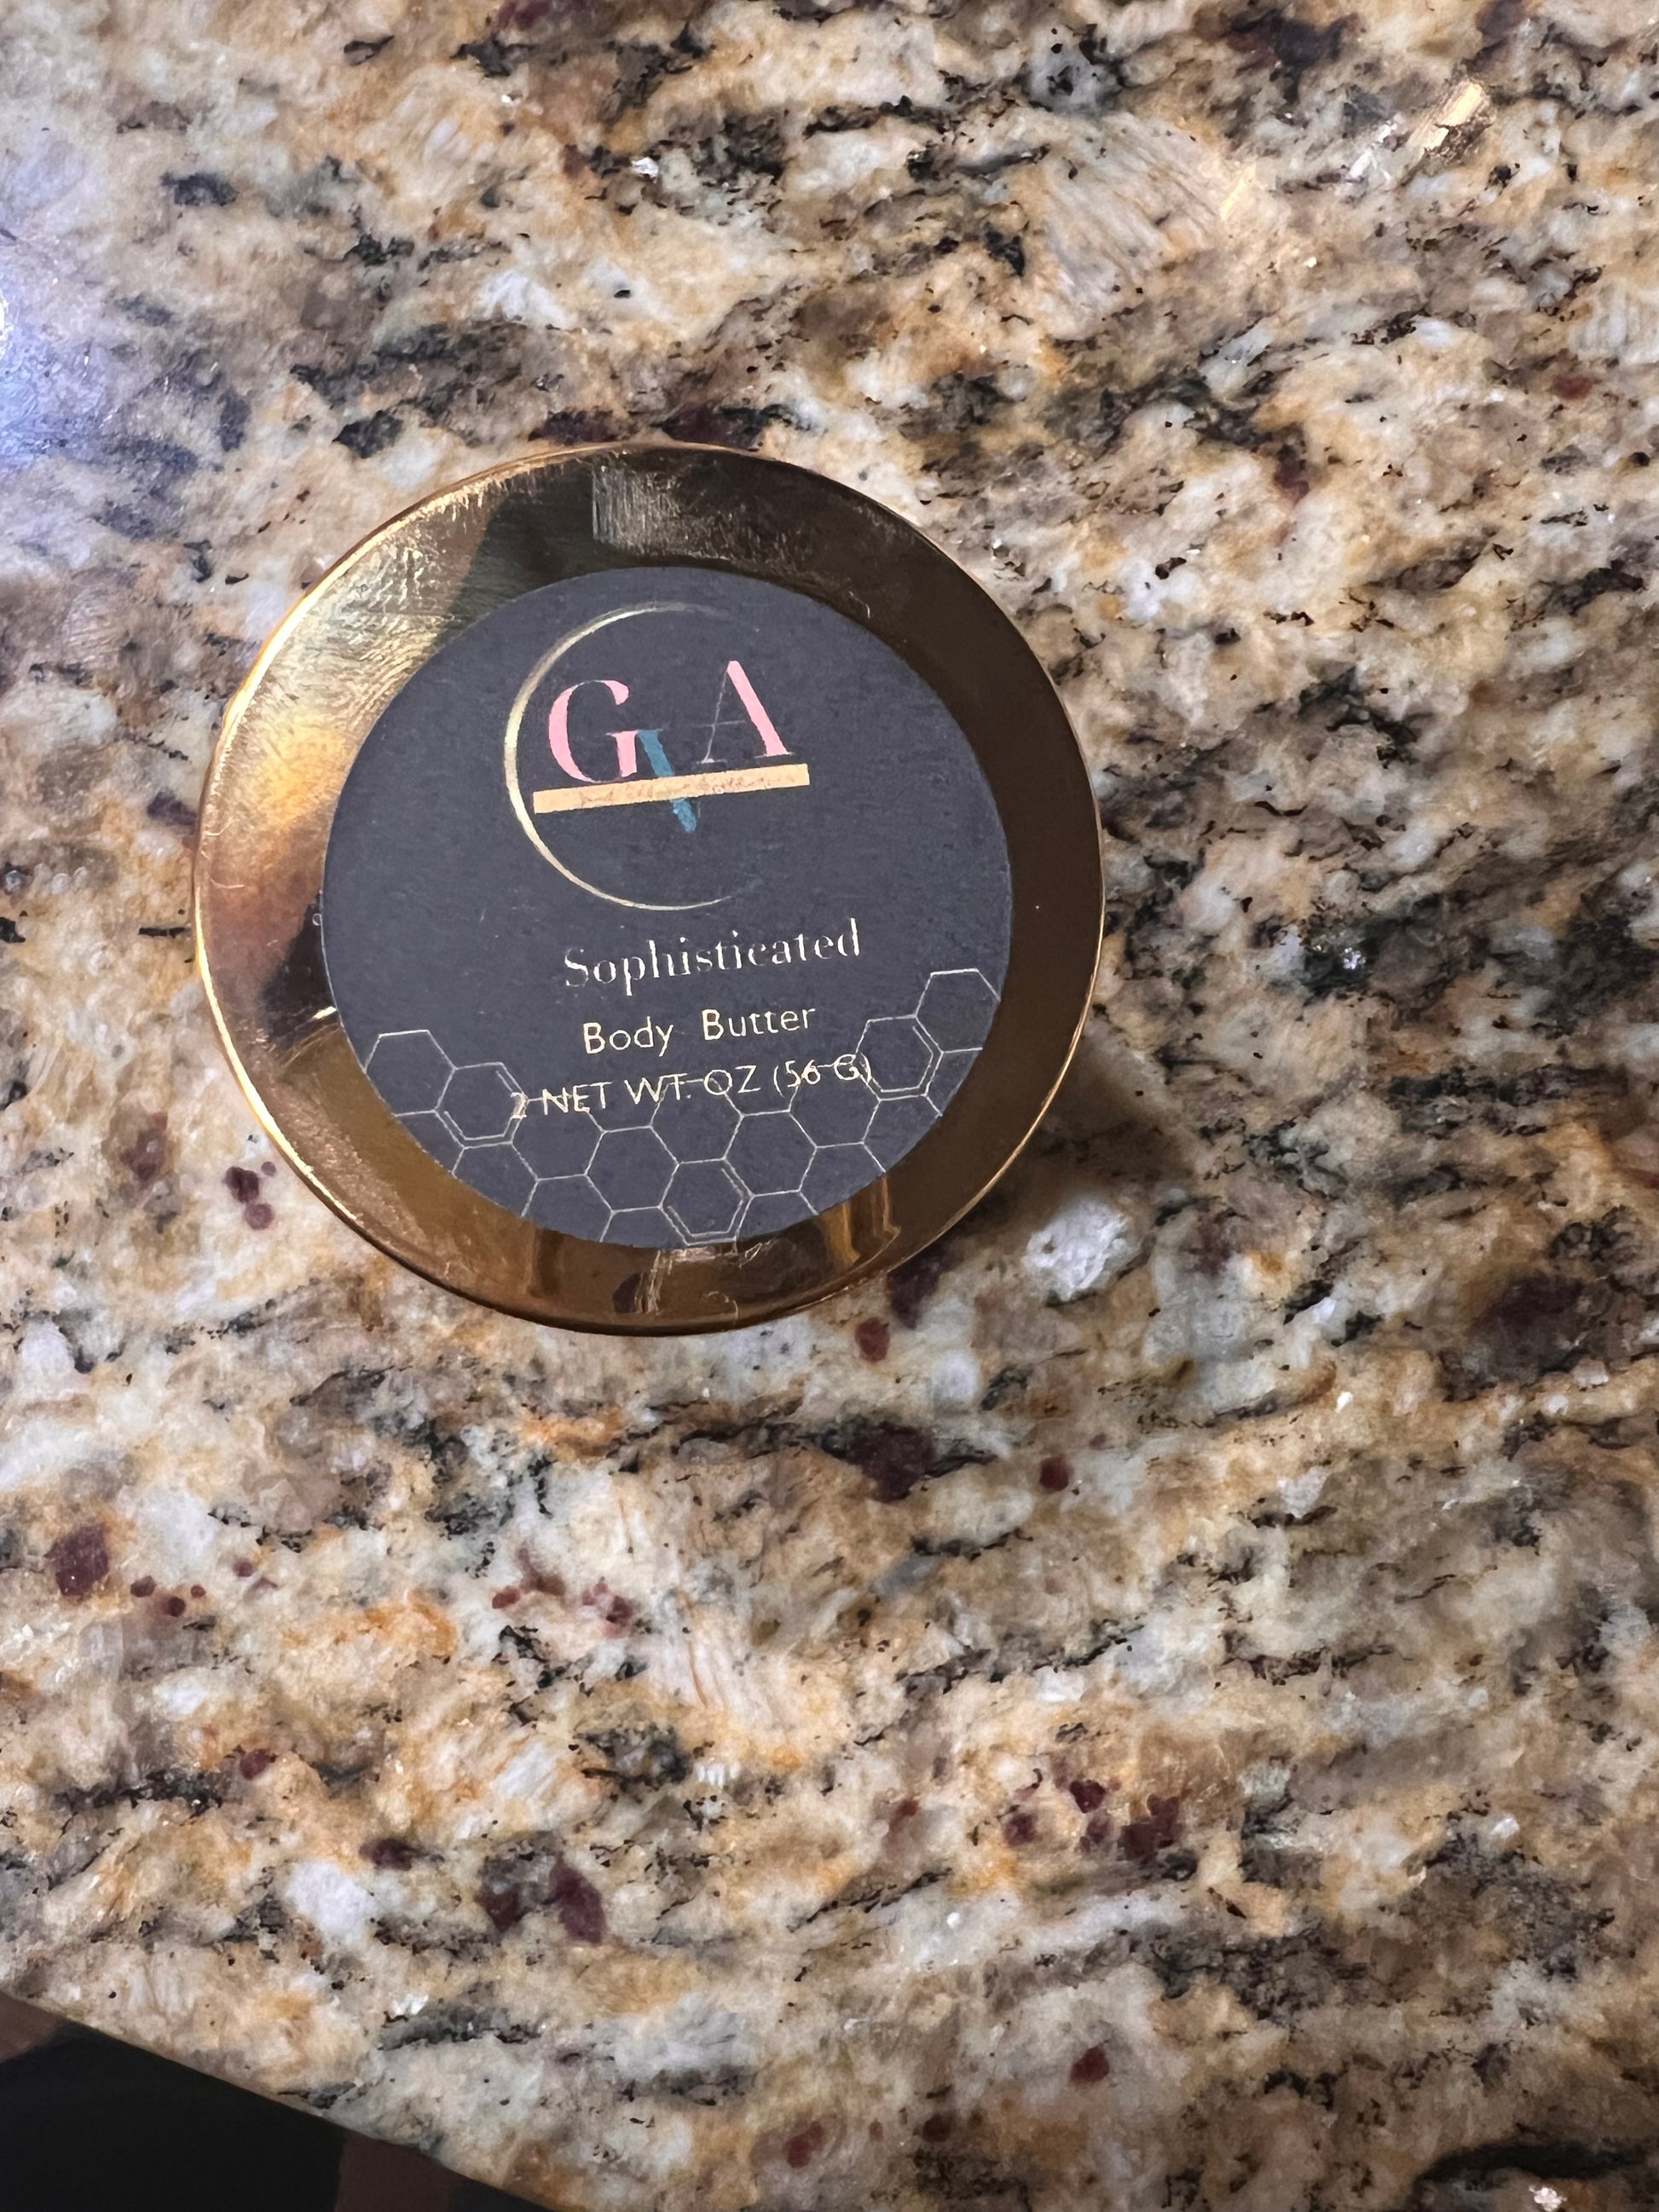 GVA
Sophisticated
Body Butter
2 NET WT. OZ (56 G)